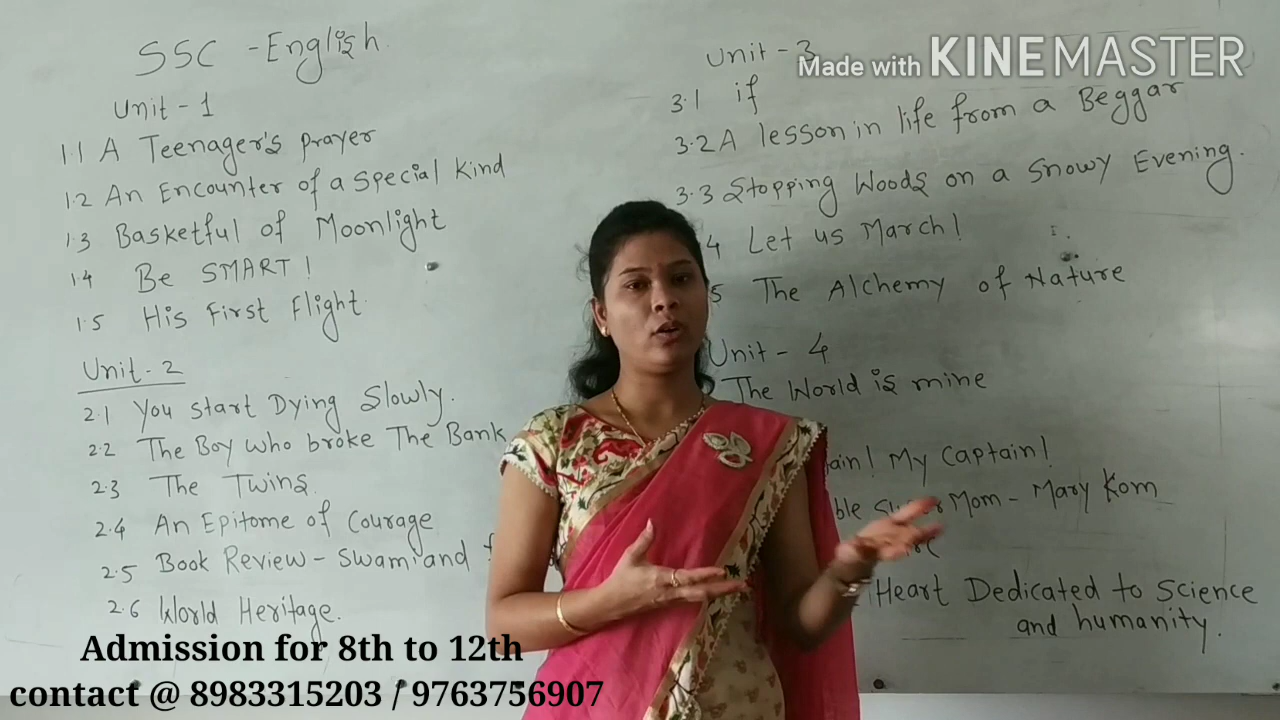 SSC - English
Unit - 1
1.1 A Teenager's prayer
1.2 An Encounter of a special Kind
1.3 Basketful of Moonlight
1.4 Be SMART!
1.5 His First Flight
Unit - 2
2.1 You start Dying Slowly.
2.2 The Boy who broke The Bank
2.3 The Twins
2.4 An Epitome of Courage
2.5 Book Review - Swami and
2.6 World Heritage.
Unit - 3
3.1 if
3.2 A lesson in life from a Beggar
3.3 Stopping Woods on a snowy Evening.
4 Let us March!
5 The Alchemy of Nature
Unit - 4
The World is mine
My Captain!
Mom - Mary Kom
Heart Dedicated to Science
and humanity.
Made with KINEMASTER
Admission for 8th to 12th
contact @ 8983315203 / 9763756907